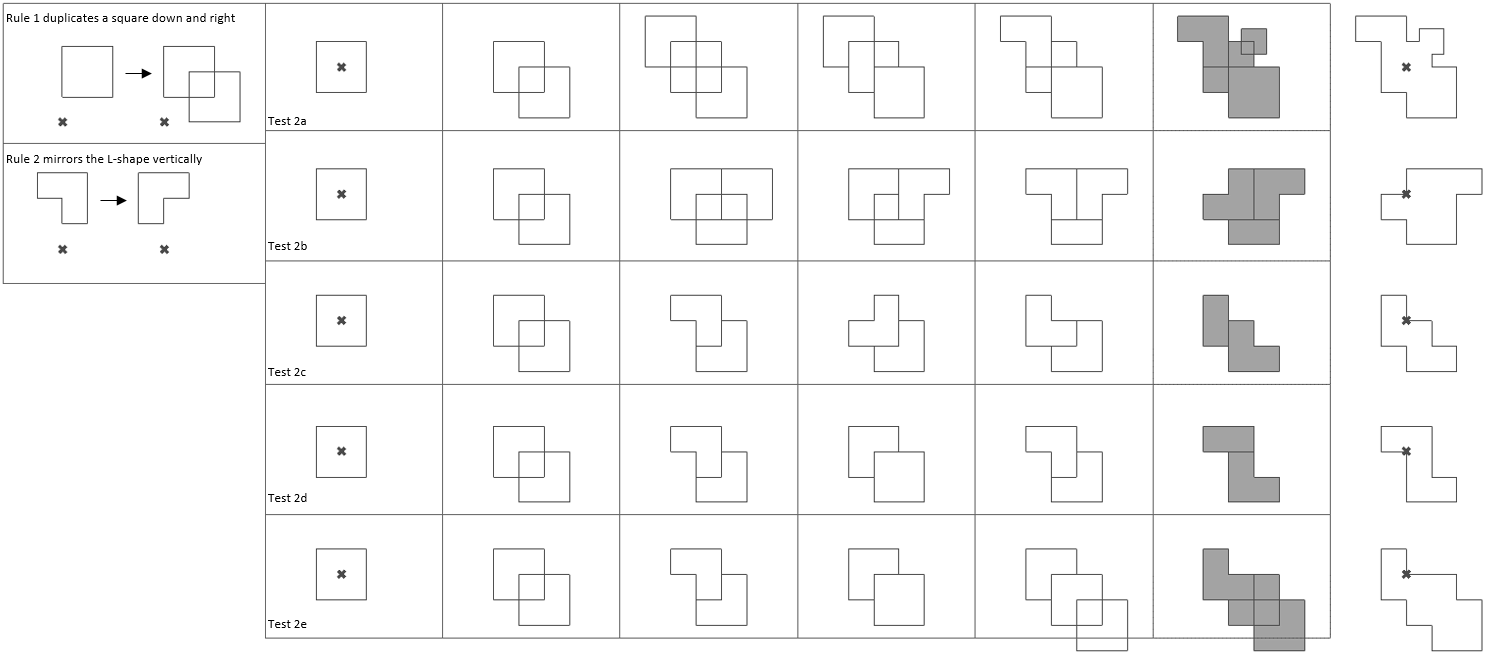 Rule 1 duplicates a square down and right
Test 2a
Rule 2 mirrors the L-shape vertically
Test 2b
Test 2c
Test 2d
Test 2e